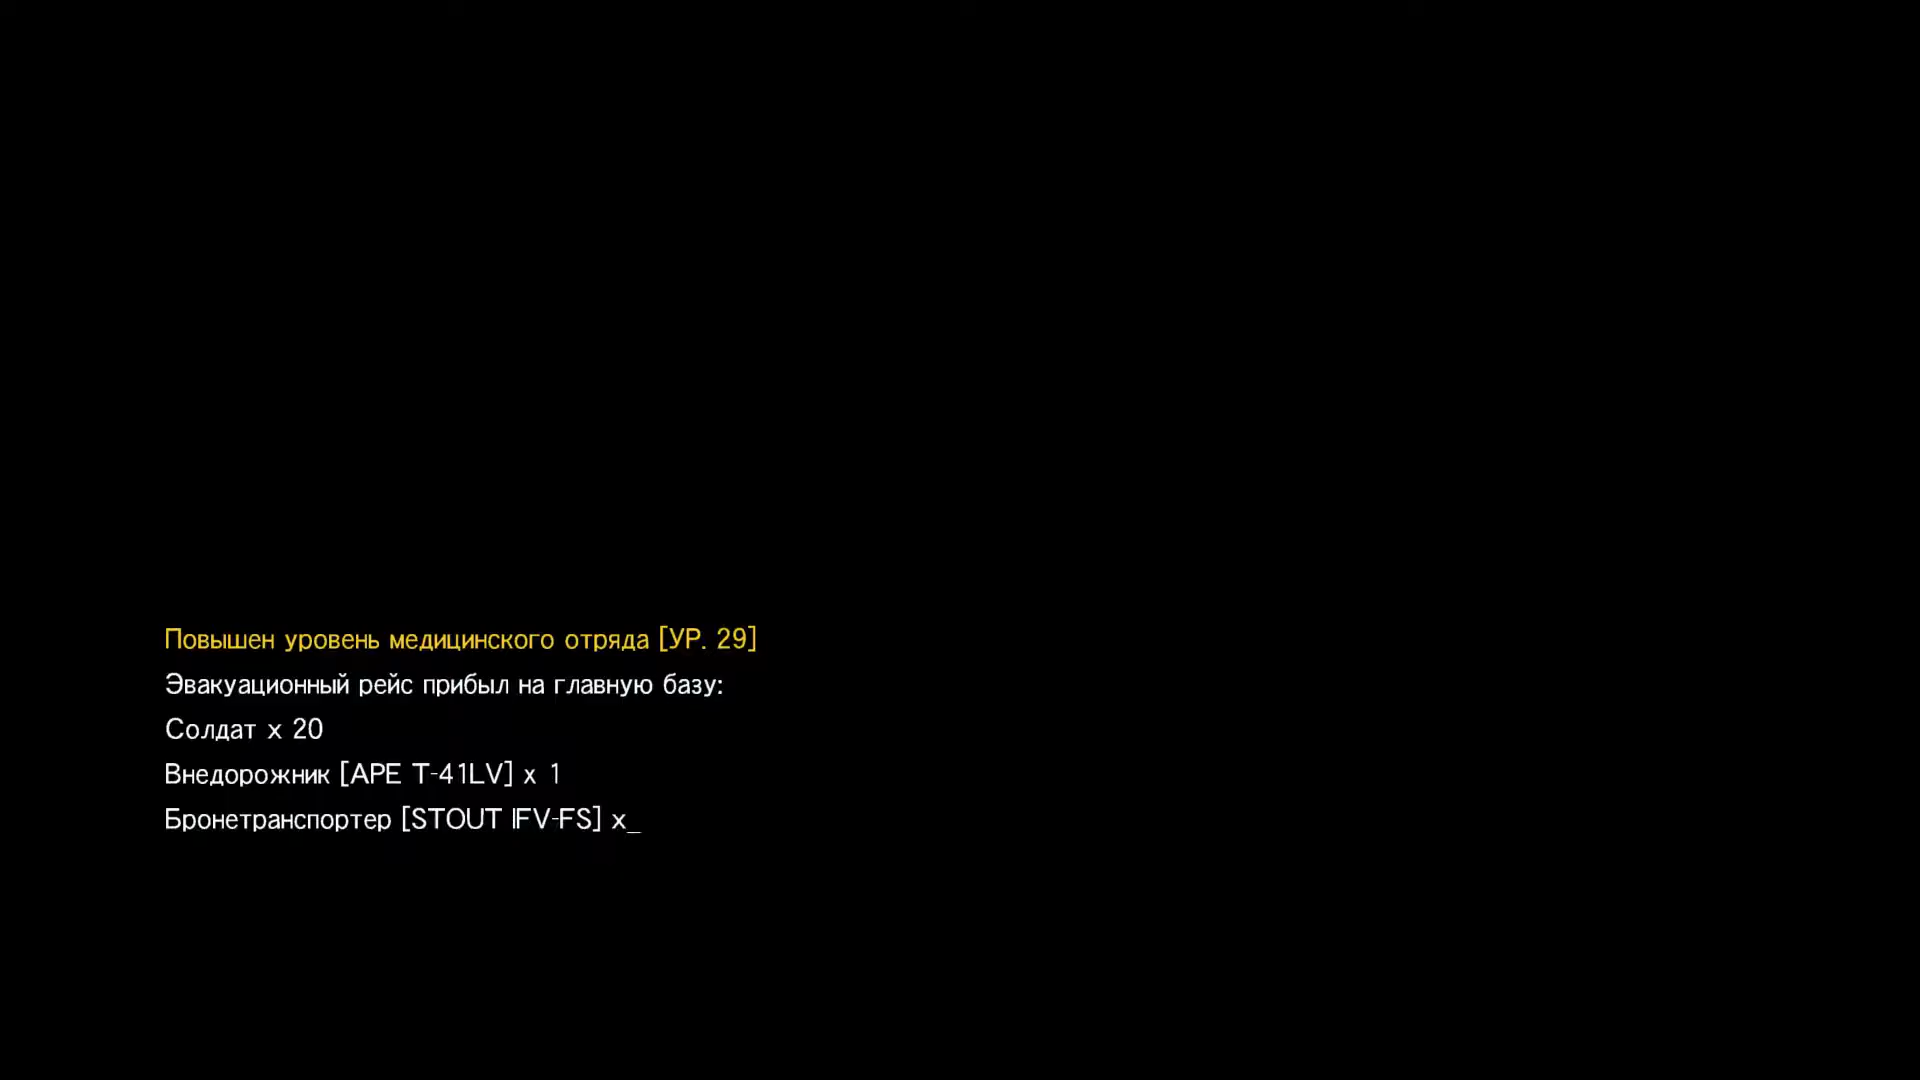 Повышен уровень медицинского отряда [УР. 29]
Эвакуационный рейс прибыл на главную базу:
Солдат x 20
Внедорожник [APE T-41LV] x 1
Бронетранспортер [STOUT IFV-FS] x_